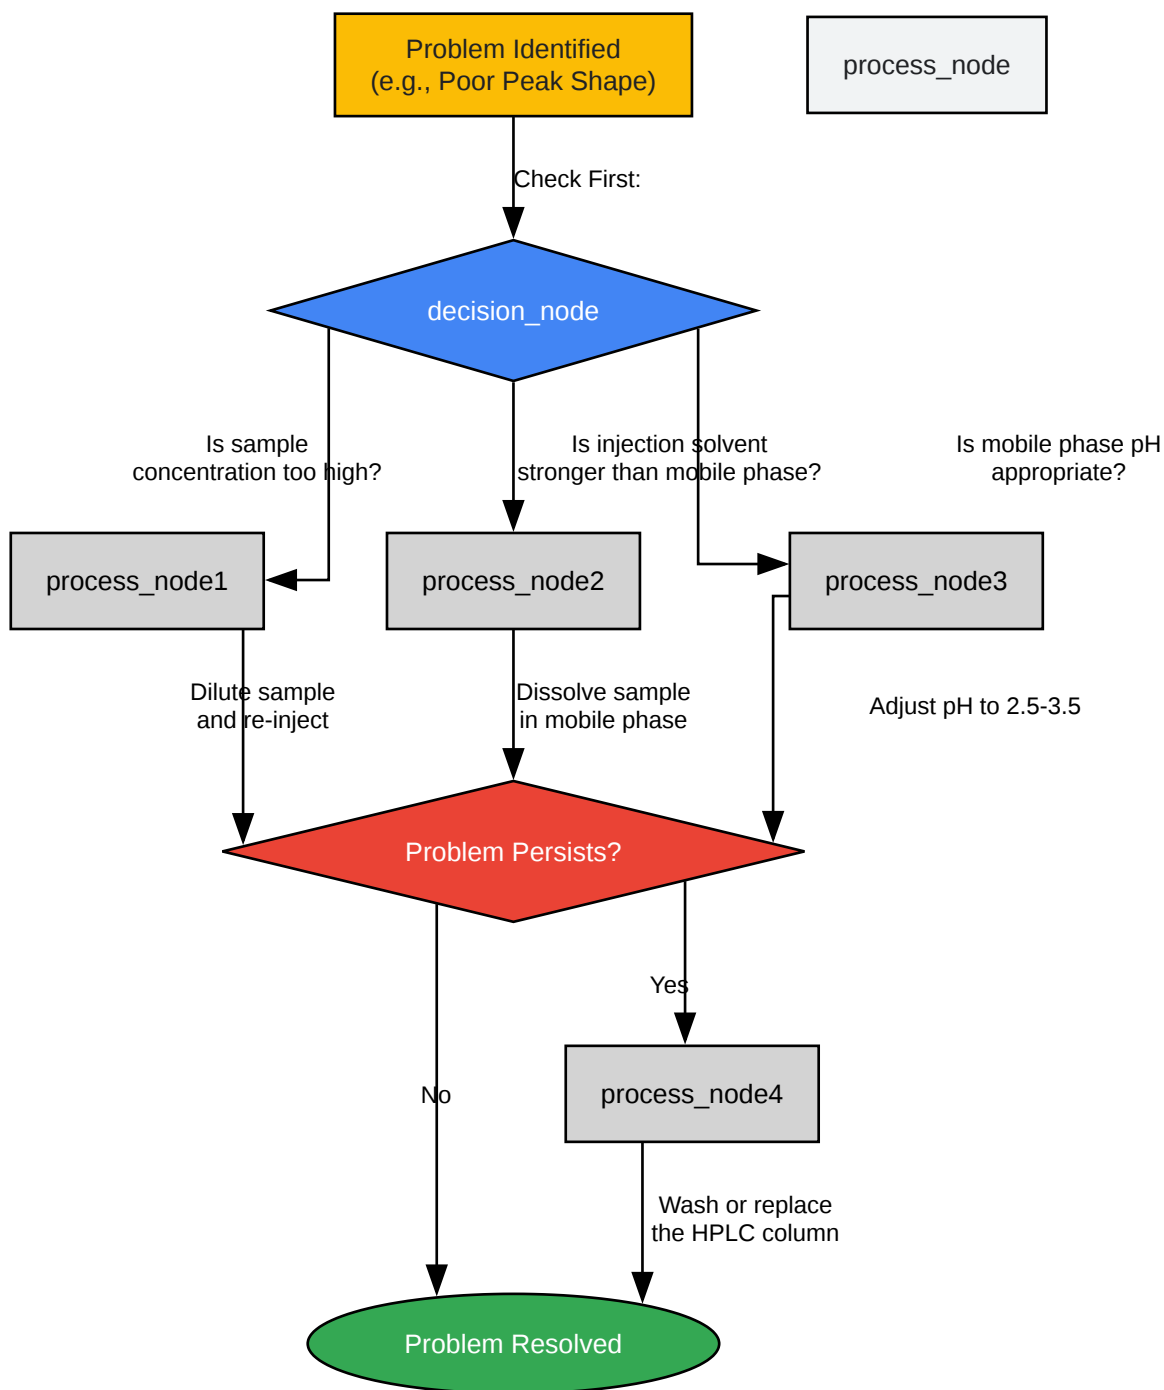 Problem Identified
(e.g., Poor Peak Shape)
process_node
Check First:
decision_node
Is sample
concentration too high?
Is injection solvent
stronger than mobile phase?
Is mobile phase pH
appropriate?
process_node1
process_node2
process_node3
Dilute sample
and re-inject
Dissolve sample
in mobile phase
Adjust pH to 2.5-3.5
Problem Persists?
Yes
No
process_node4
Wash or replace
the HPLC column
Problem Resolved